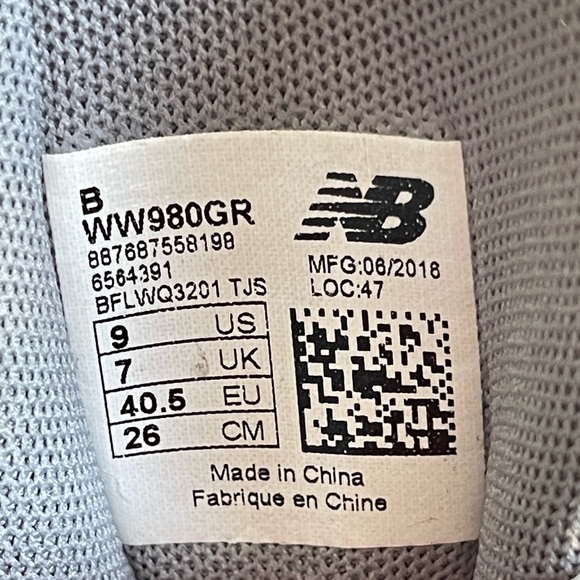 B
WW980GR
887687558198
6564391
BFLWQ3201 TJS
NB
MFG:06/2018
LOC:47
9 US
7 UK
40.5 EU
26 CM
Made in China
Fabrique en Chine